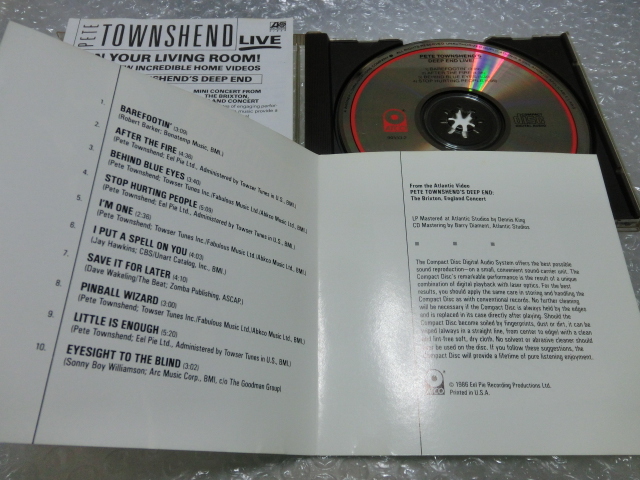 PETE TOWNSHEND LIVE
N YOUR LIVING ROOM!
W INCREDIBLE HOME VIDEOS
HEND'S DEEP END
MINI CONCERT FROM
THE BRIXTON,
AND CONCERT
PETE TOWNSHEND'S
DEEP END LIVE
COMPACT
DIGITAL AUDIO
1. BAREFOOTIN' 3:09
(Robert Barker; Bonatemp Music, BMI.)
2. AFTER THE FIRE (4:36)
(Pete Townshend; Eel Pie Ltd., Administered by Towser Tunes in U.S., BMI.)
3. BEHIND BLUE EYES (3:40)
(Pete Townshend; Towser Tunes Inc./Fabulous Music Ltd./Abkco Music Ltd.)
4. STOP HURTING PEOPLE (5:09)
(Pete Townshend; Eel Pie Ltd., Administered by Towser Tunes in U.S., BMI.)
5. I'M ONE (2:36)
(Pete Townshend; Towser Tunes Inc./Fabulous Music Ltd./Abkco Music Ltd.)
6. I PUT A SPELL ON YOU (4:03)
(Jay Hawkins; CBS/Unart Catalog, Inc., BMI.)
7. SAVE IT FOR LATER (4:10)
(Dave Wakeling/The Beat; Zomba Publishing, ASCAP.)
8. PINBALL WIZARD (3:00)
(Pete Townshend; Towser Tunes Inc./Fabulous Music Ltd./Abkco Music Ltd.)
9. LITTLE IS ENOUGH (5:20)
(Pete Townshend; Eel Pie Ltd., Administered by Towser Tunes in U.S., BMI.)
10. EYESIGHT TO THE BLIND (3:02)
(Sonny Boy Williamson; Arc Music Corp., BMI, c/o The Goodman Group)
From the Atlantic Video
PETE TOWNSHEND'S DEEP END:
The Brixton, England Concert
LP Mastered at Atlantic Studios by Dennis King
CD Mastering by Barry Diament, Atlantic Studios
The Compact Disc Digital Audio System offers the best possible
sound reproduction—on a small, convenient sound-carrier unit. The
Compact Disc's remarkable performance is the result of a unique
combination of digital playback with laser optics. For the best
results, you should apply the same care in storing and handling the
Compact Disc as with conventional records. No further cleaning
will be necessary if the Compact Disc is always held by the edges
and is replaced in its case directly after playing. Should the
Compact Disc become soiled by fingerprints, dust or dirt, it can be
wiped (always in a straight line, from center to edge) with a clean
and lint-free soft, dry cloth. No solvent or abrasive cleaner should
be used on the disc. If you follow these suggestions, the
Compact Disc will provide a lifetime of pure listening enjoyment.
ATCO
© 1986 Eel Pie Recording Productions Ltd.
Printed in U.S.A.